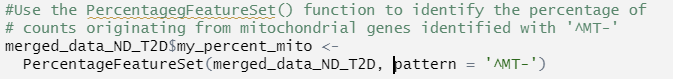 #Use the PercentagegFeatureSet() function to identify the percentage of
# counts originating from mitochondrial genes identified with '^MT-'
merged_data_ND_T2D$my_percent_mito <-
  PercentageFeatureSet(merged_data_ND_T2D, pattern = '^MT-')